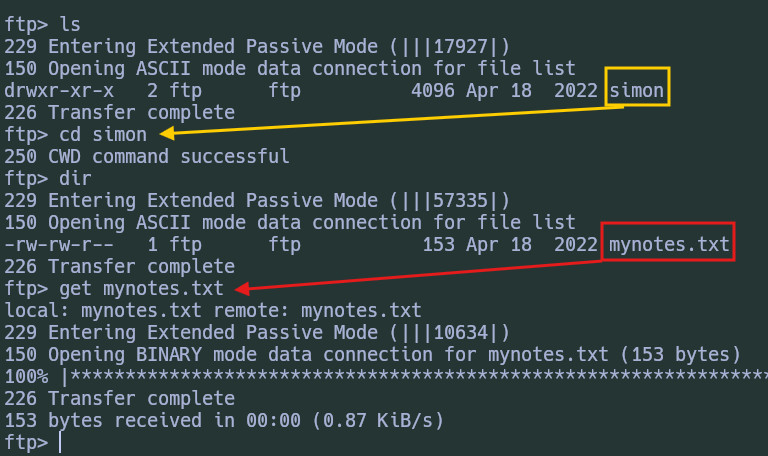 ftp> ls
229 Entering Extended Passive Mode (|||17927|)
150 Opening ASCII mode data connection for file list
drwxr-xr-x   2 ftp      ftp          4096 Apr 18  2022 simon
226 Transfer complete
ftp> cd simon
250 CWD command successful
ftp> dir
229 Entering Extended Passive Mode (|||57335|)
150 Opening ASCII mode data connection for file list
-rw-rw-r--   1 ftp      ftp           153 Apr 18  2022 mynotes.txt
226 Transfer complete
ftp> get mynotes.txt
local: mynotes.txt remote: mynotes.txt
229 Entering Extended Passive Mode (|||10634|)
150 Opening BINARY mode data connection for mynotes.txt (153 bytes)
100% |****************************************************************
226 Transfer complete
153 bytes received in 00:00 (0.87 KiB/s)
ftp>